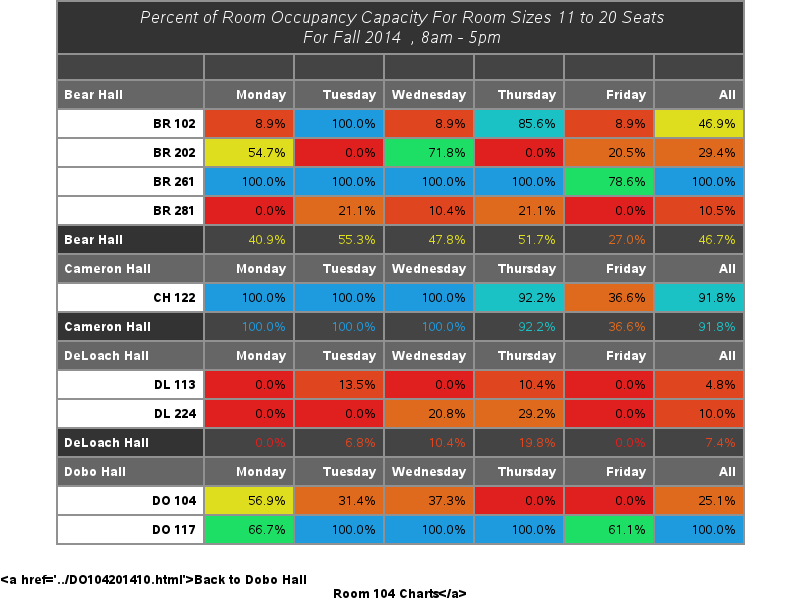 Percent of Room Occupancy Capacity For Room Sizes 11 to 20 Seats
For Fall 2014 , 8am - 5pm
Bear Hall Monday Tuesday Wednesday Thursday Friday All
BR 102 8.9% 100.0% 8.9% 85.6% 8.9% 46.9%
BR 202 54.7% 0.0% 71.8% 0.0% 20.5% 29.4%
BR 261 100.0% 100.0% 100.0% 100.0% 78.6% 100.0%
BR 281 0.0% 21.1% 10.4% 21.1% 0.0% 10.5%
Bear Hall 40.9% 55.3% 47.8% 51.7% 27.0% 46.7%
Cameron Hall Monday Tuesday Wednesday Thursday Friday All
CH 122 100.0% 100.0% 100.0% 92.2% 36.6% 91.8%
Cameron Hall 100.0% 100.0% 100.0% 92.2% 36.6% 91.8%
DeLoach Hall Monday Tuesday Wednesday Thursday Friday All
DL 113 0.0% 13.5% 0.0% 10.4% 0.0% 4.8%
DL 224 0.0% 0.0% 20.8% 29.2% 0.0% 10.0%
DeLoach Hall 0.0% 6.8% 10.4% 19.8% 0.0% 7.4%
Dobo Hall Monday Tuesday Wednesday Thursday Friday All
DO 104 56.9% 31.4% 37.3% 0.0% 0.0% 25.1%
DO 117 66.7% 100.0% 100.0% 100.0% 61.1% 100.0%
<a href='../DO104201410.html'>Back to Dobo Hall
Room 104 Charts</a>